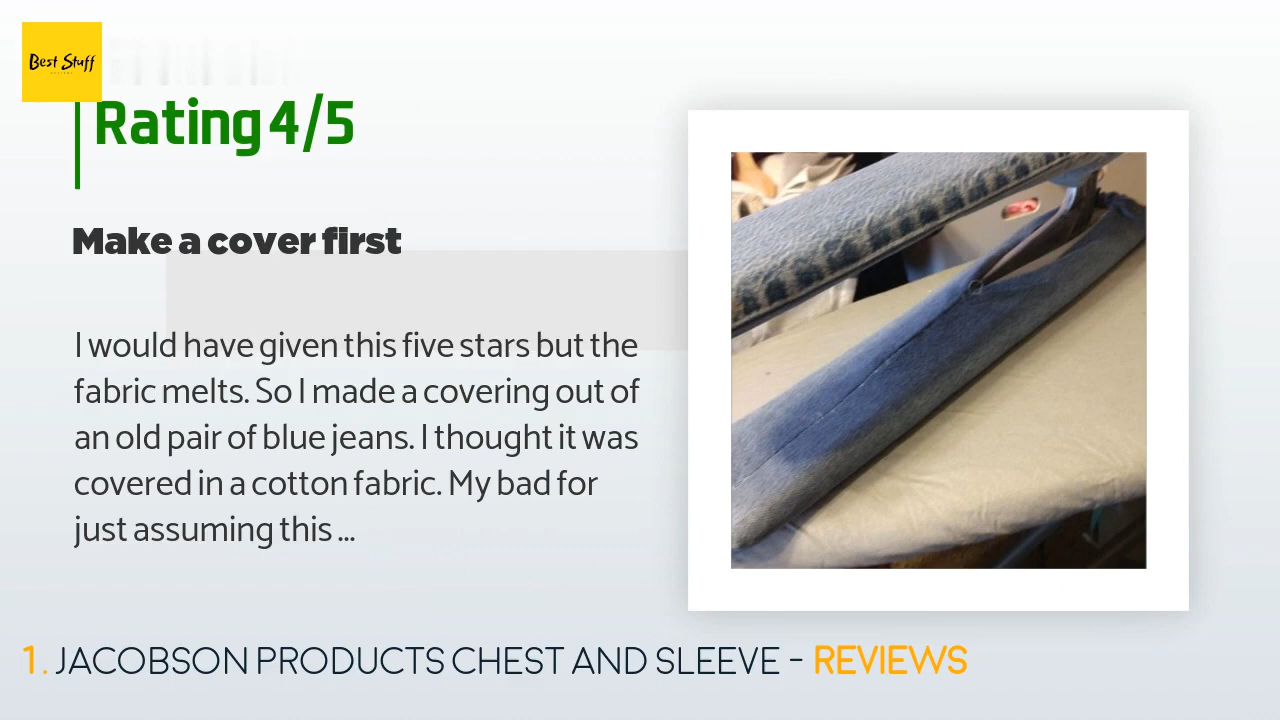 Best Stuff
Rating 4/5
Make a cover first
I would have given this five stars but the
fabric melts. So I made a covering out of
an old pair of blue jeans. I thought it was
covered in a cotton fabric. My bad for
just assuming this ...
1. JACOBSON PRODUCTS CHEST AND SLEEVE - REVIEWS